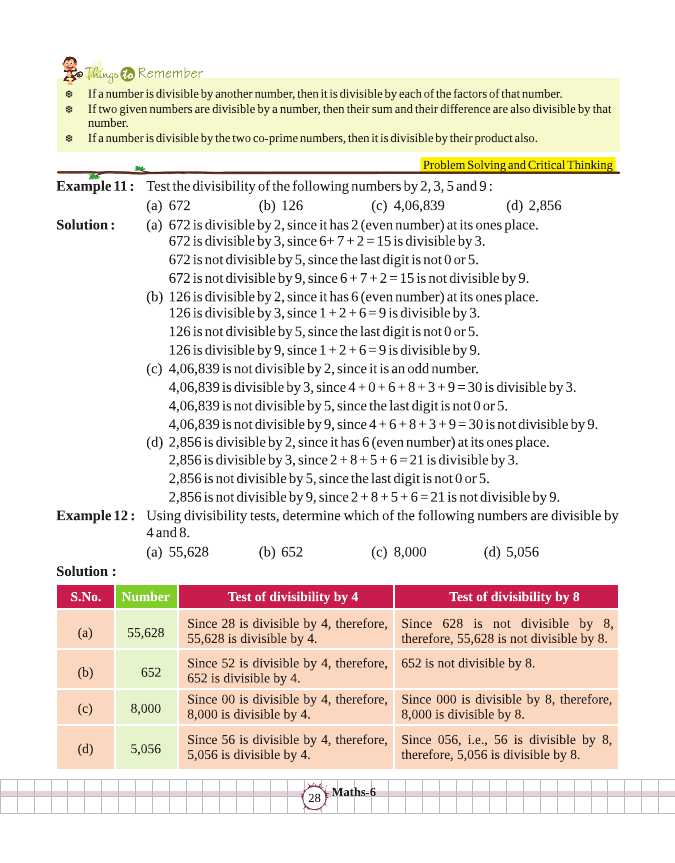 Things to Remember
❁ If a number is divisible by another number, then it is divisible by each of the factors of that number.
❁ If two given numbers are divisible by a number, then their sum and their difference are also divisible by that
number.
❁ If a number is divisible by the two co-prime numbers, then it is divisible by their product also.
Problem Solving and Critical Thinking
Example 11 : Test the divisibility of the following numbers by 2, 3, 5 and 9 :
(a) 672 (b) 126 (c) 4,06,839 (d) 2,856
Solution : (a) 672 is divisible by 2, since it has 2 (even number) at its ones place.
672 is divisible by 3, since 6+ 7 + 2 = 15 is divisible by 3.
672 is not divisible by 5, since the last digit is not 0 or 5.
672 is not divisible by 9, since 6 + 7 + 2 = 15 is not divisible by 9.
(b) 126 is divisible by 2, since it has 6 (even number) at its ones place.
126 is divisible by 3, since 1 + 2 + 6 = 9 is divisible by 3.
126 is not divisible by 5, since the last digit is not 0 or 5.
126 is divisible by 9, since 1 + 2 + 6 = 9 is divisible by 9.
(c) 4,06,839 is not divisible by 2, since it is an odd number.
4,06,839 is divisible by 3, since 4 + 0 + 6 + 8 + 3 + 9 = 30 is divisible by 3.
4,06,839 is not divisible by 5, since the last digit is not 0 or 5.
4,06,839 is not divisible by 9, since 4 + 6 + 8 + 3 + 9 = 30 is not divisible by 9.
(d) 2,856 is divisible by 2, since it has 6 (even number) at its ones place.
2,856 is divisible by 3, since 2 + 8 + 5 + 6 = 21 is divisible by 3.
2,856 is not divisible by 5, since the last digit is not 0 or 5.
2,856 is not divisible by 9, since 2 + 8 + 5 + 6 = 21 is not divisible by 9.
Example 12 : Using divisibility tests, determine which of the following numbers are divisible by
4 and 8.
(a) 55,628 (b) 652 (c) 8,000 (d) 5,056
Solution :
S.No. Number Test of divisibility by 4 Test of divisibility by 8
(a) 55,628 Since 28 is divisible by 4, therefore, Since 628 is not divisible by 8,
55,628 is divisible by 4. therefore, 55,628 is not divisible by 8.
(b) 652 Since 52 is divisible by 4, therefore, 652 is not divisible by 8.
652 is divisible by 4.
(c) 8,000 Since 00 is divisible by 4, therefore, Since 000 is divisible by 8, therefore,
8,000 is divisible by 4. 8,000 is divisible by 8.
(d) 5,056 Since 56 is divisible by 4, therefore, Since 056, i.e., 56 is divisible by 8,
5,056 is divisible by 4. therefore, 5,056 is divisible by 8.
28 Maths-6